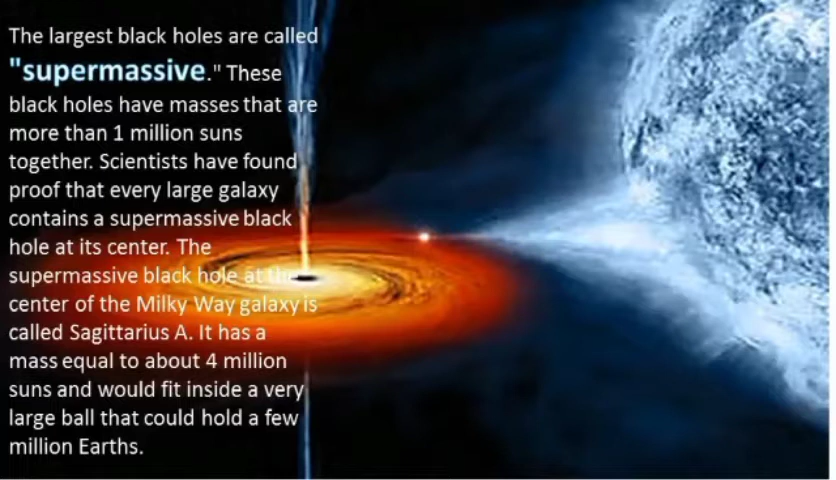 The largest black holes are called
"supermassive." These
black holes have masses that are
more than 1 million suns
together. Scientists have found
proof that every large galaxy
contains a supermassive black
hole at its center. The
supermassive black hole at the
center of the Milky Way galaxy is
called Sagittarius A. It has a
mass equal to about 4 million
suns and would fit inside a very
large ball that could hold a few
million Earths.